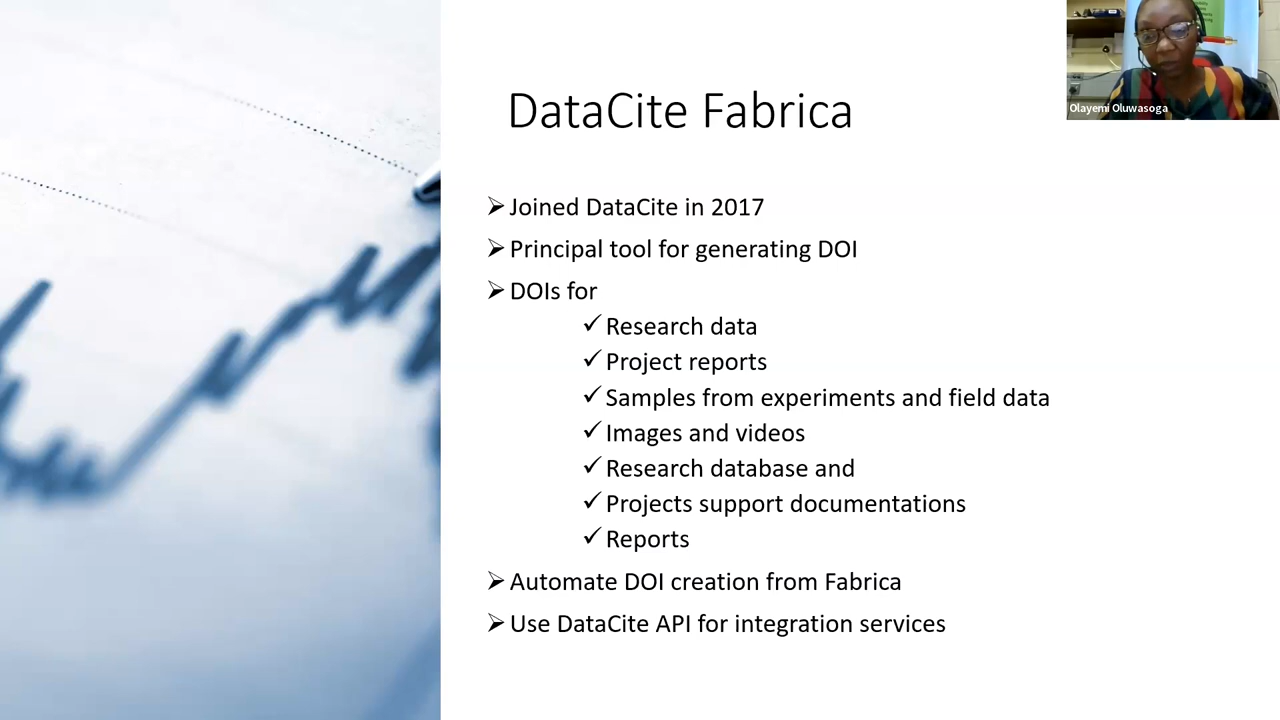 DataCite Fabrica
Olayemi Oluwasoga
Joined DataCite in 2017
Principal tool for generating DOI
DOIs for
Research data
Project reports
Samples from experiments and field data
Images and videos
Research database and
Projects support documentations
Reports
Automate DOI creation from Fabrica
Use DataCite API for integration services